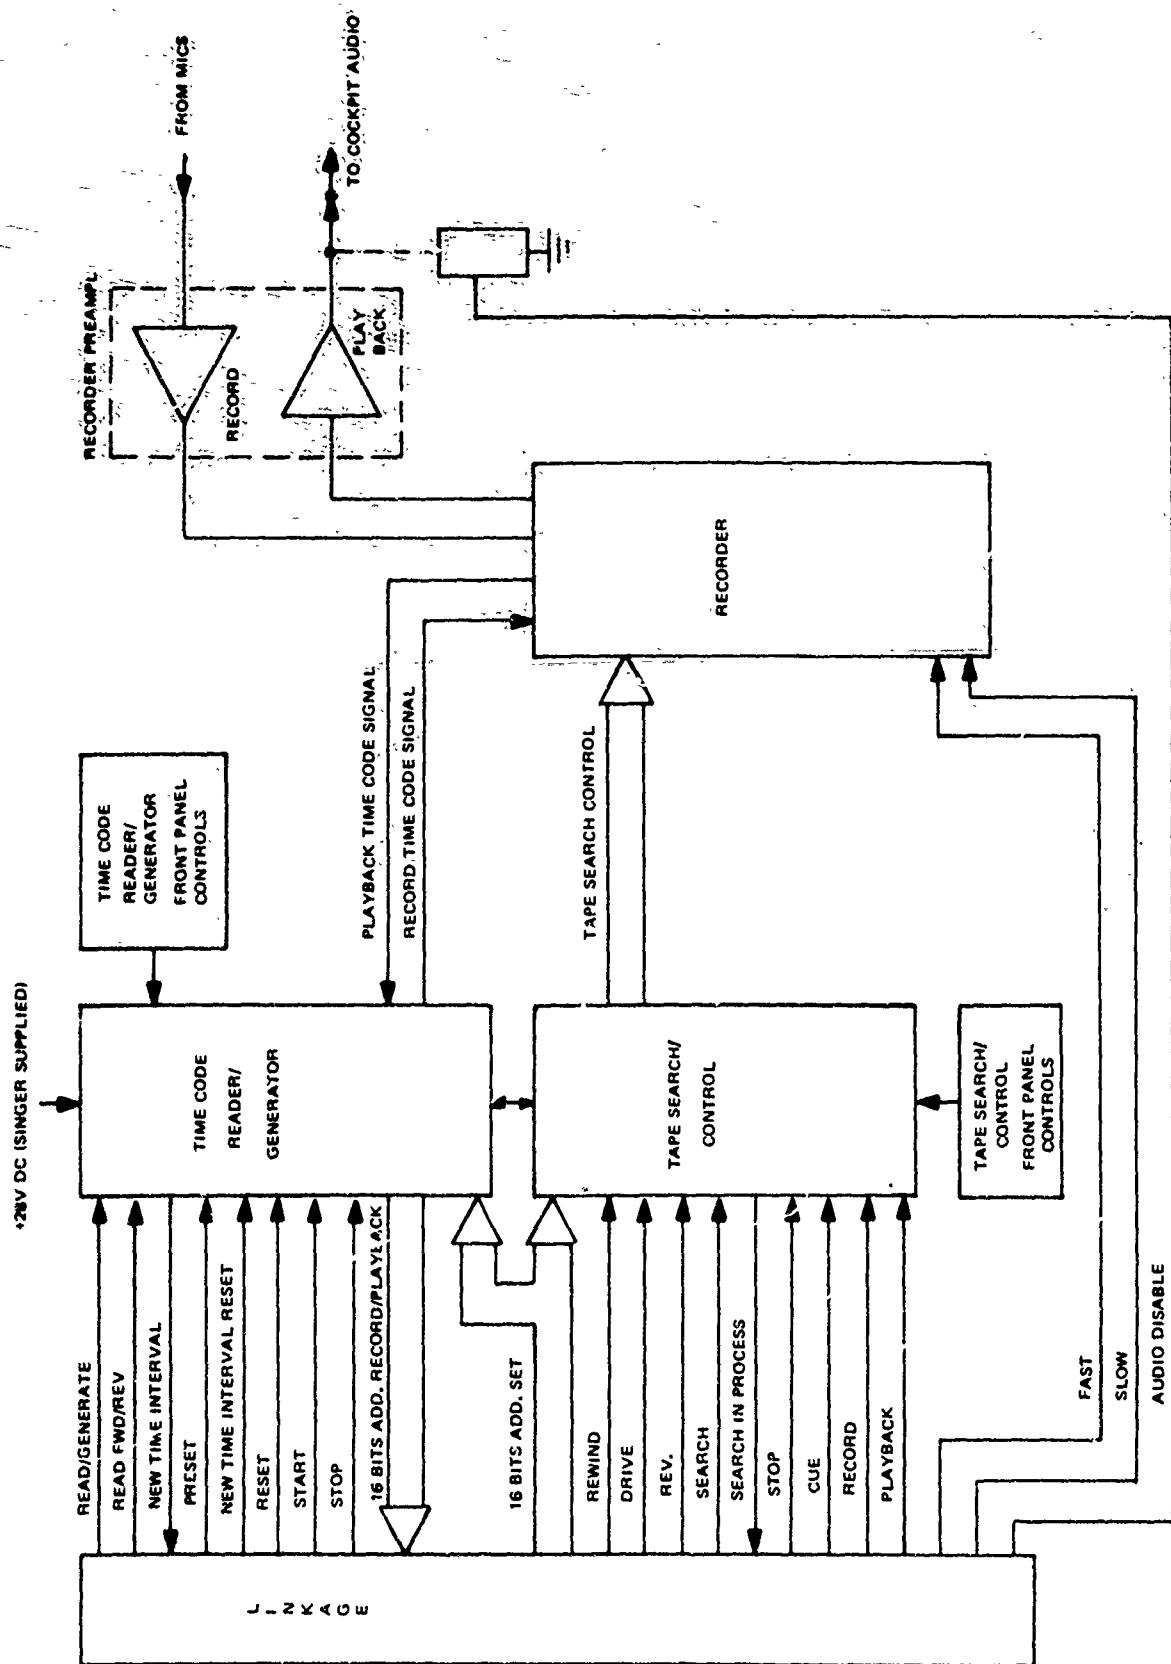 +28V DC (SINGER SUPPLIED)
L I N K A G E
READ/GENERATE
READ FWD/REV
NEW TIME INTERVAL
PRESET
NEW TIME INTERVAL RESET
RESET
START
STOP
16 BITS ADD. RECORD/PLAYBACK
16 BITS ADD. SET
REWIND
DRIVE
REV.
SEARCH
SEARCH IN PROCESS
STOP
CUE
RECORD
PLAYBACK
FAST
SLOW
AUDIO DISABLE
TIME CODE
READER/
GENERATOR
TAPE SEARCH/
CONTROL
TAPE SEARCH/
CONTROL
FRONT PANEL
CONTROLS
TIME CODE
READER/
GENERATOR
FRONT PANEL
CONTROLS
PLAYBACK TIME CODE SIGNAL
RECORD TIME CODE SIGNAL
TAPE SEARCH CONTROL
RECORDER
RECORDER PREAMPL
RECORD
PLAY
BACK
FROM MICS
TO COCKPIT AUDIO